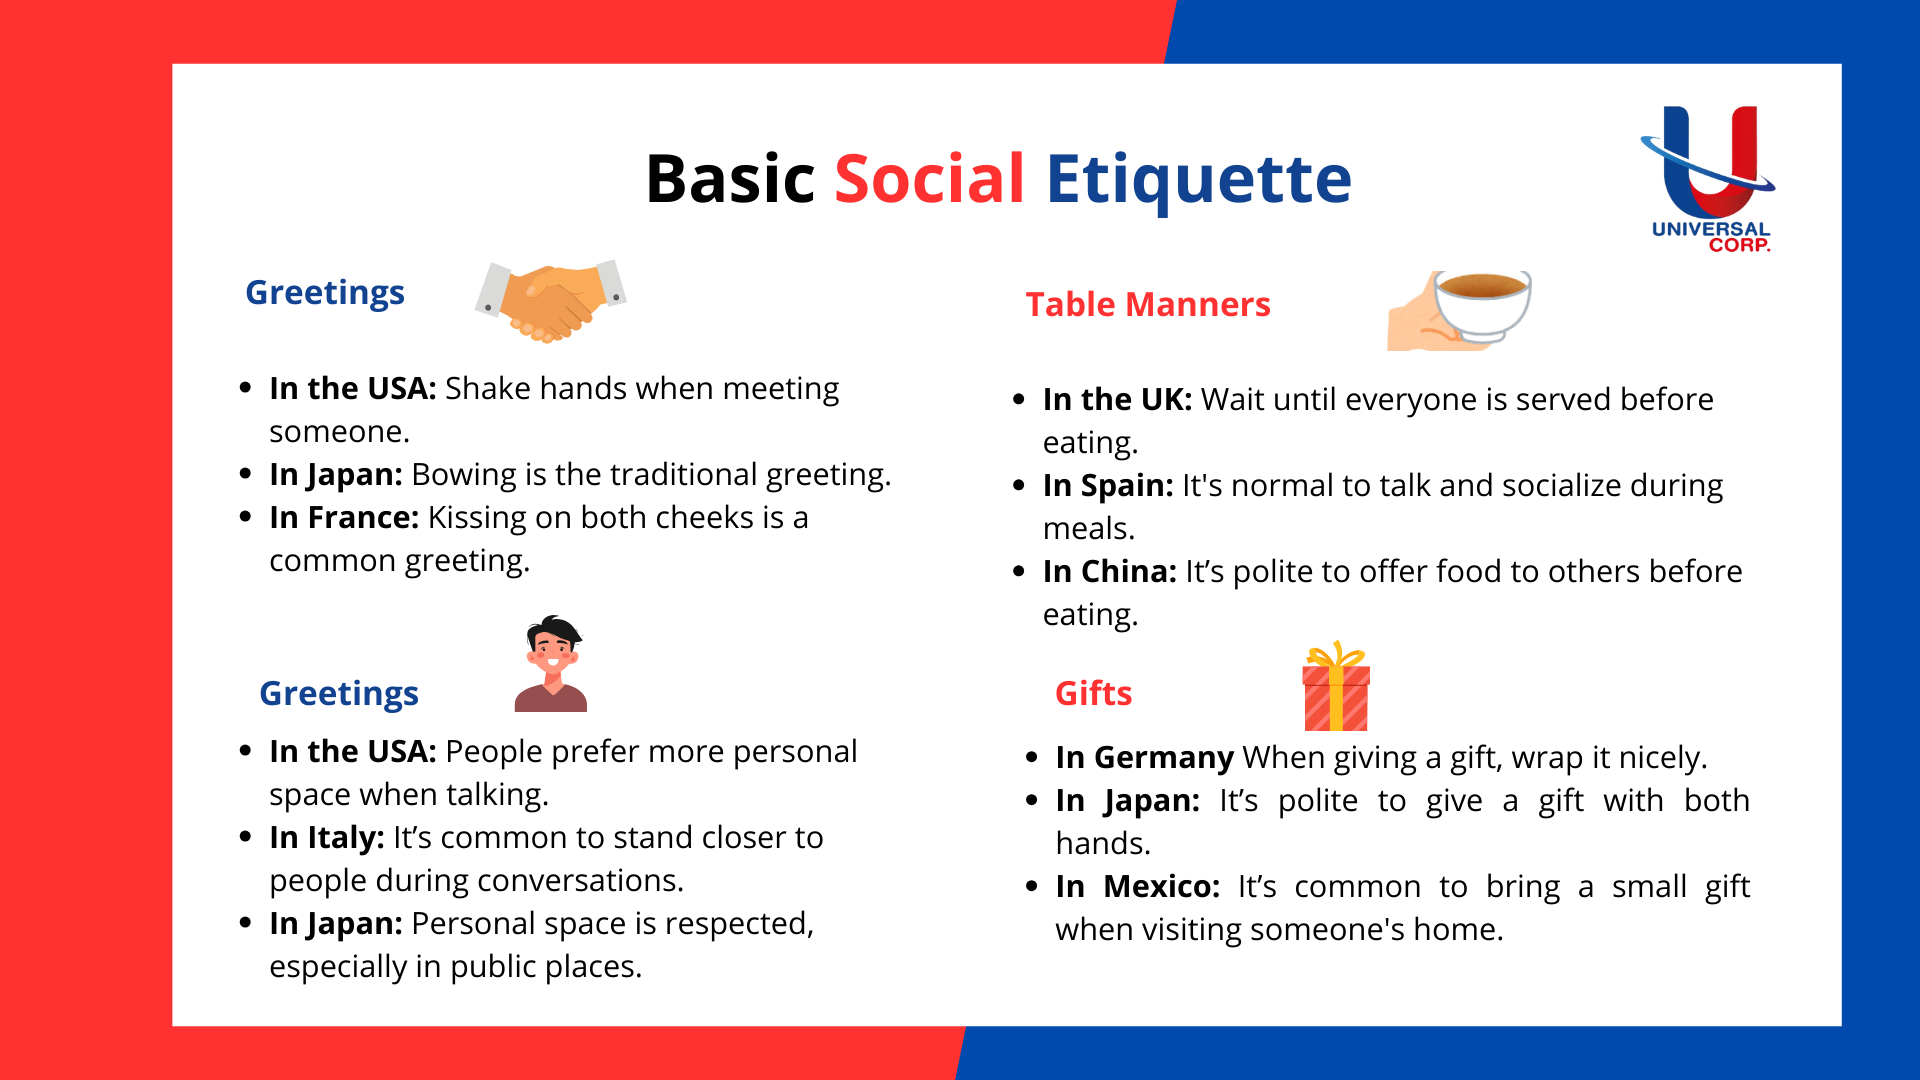 Basic Social Etiquette
UNIVERSAL
CORP.
Greetings
• In the USA: Shake hands when meeting
someone.
• In Japan: Bowing is the traditional greeting.
• In France: Kissing on both cheeks is a
common greeting.
Greetings
• In the USA: People prefer more personal
space when talking.
• In Italy: It’s common to stand closer to
people during conversations.
• In Japan: Personal space is respected,
especially in public places.
Table Manners
• In the UK: Wait until everyone is served before
eating.
• In Spain: It's normal to talk and socialize during
meals.
• In China: It’s polite to offer food to others before
eating.
Gifts
• In Germany When giving a gift, wrap it nicely.
• In Japan: It’s polite to give a gift with both
hands.
• In Mexico: It’s common to bring a small gift
when visiting someone's home.